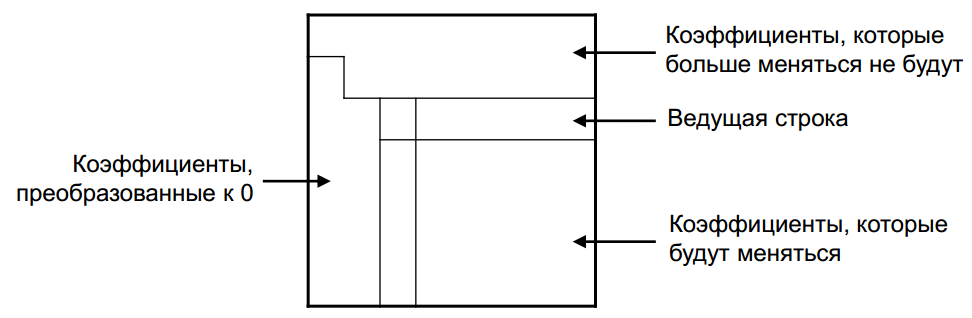 Коэффициенты, которые
больше меняться не будут
Ведущая строка
Коэффициенты,
преобразованные к 0
Коэффициенты, которые
будут меняться